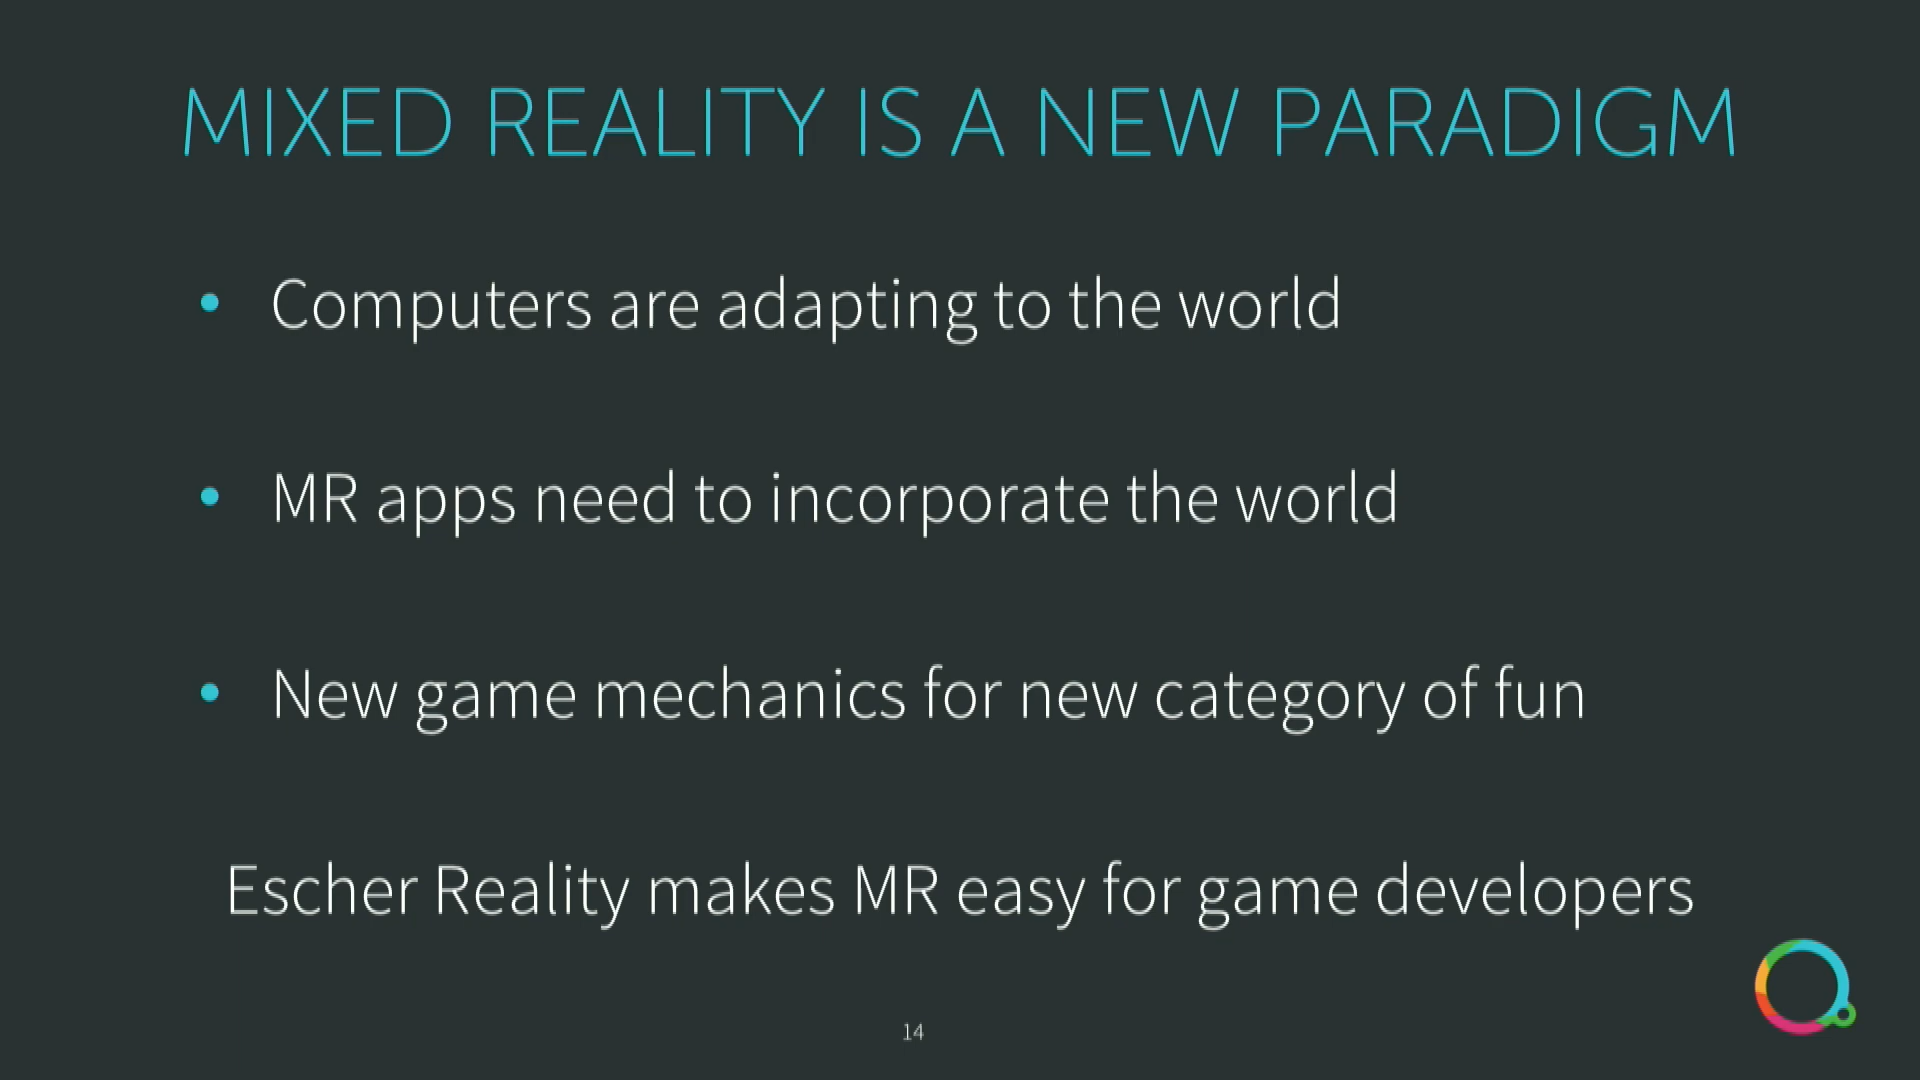 MIXED REALITY IS A NEW PARADIGM
• Computers are adapting to the world
• MR apps need to incorporate the world
• New game mechanics for new category of fun
Escher Reality makes MR easy for game developers
14